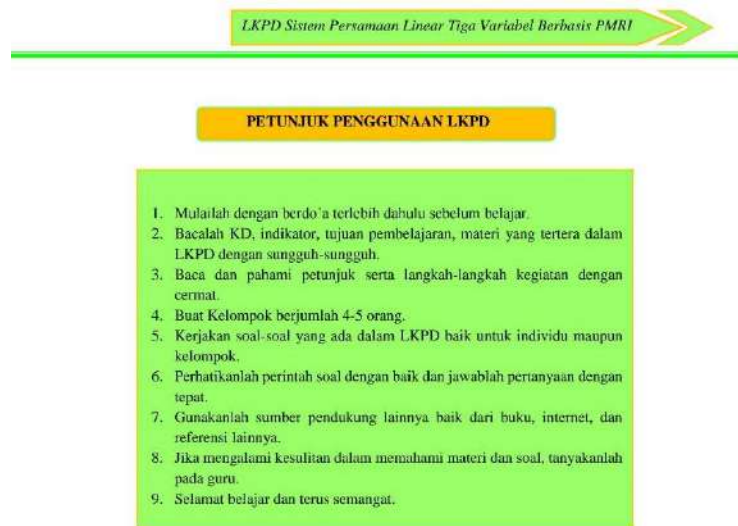 LKPD Sistem Persamaan Linear Tiga Variabel Berbasis PMRI
PETUNJUK PENGGUNAAN LKPD
1. Mulailah dengan berdo'a terlebih dahulu sebelum belajar.
2. Bacalah KD, indikator, tujuan pembelajaran, materi yang tertera dalam
LKPD dengan sungguh-sungguh.
3. Baca dan pahami petunjuk serta langkah-langkah kegiatan dengan
cermat.
4. Buat Kelompok berjumlah 4-5 orang.
5. Kerjakan soal-soal yang ada dalam LKPD baik untuk individu maupun
kelompok.
6. Perhatikanlah perintah soal dengan baik dan jawablah pertanyaan dengan
tepat.
7. Gunakanlah sumber pendukung lainnya baik dari buku, internet, dan
referensi lainnya.
8. Jika mengalami kesulitan dalam memahami materi dan soal, tanyakanlah
pada guru.
9. Selamat belajar dan terus semangat.